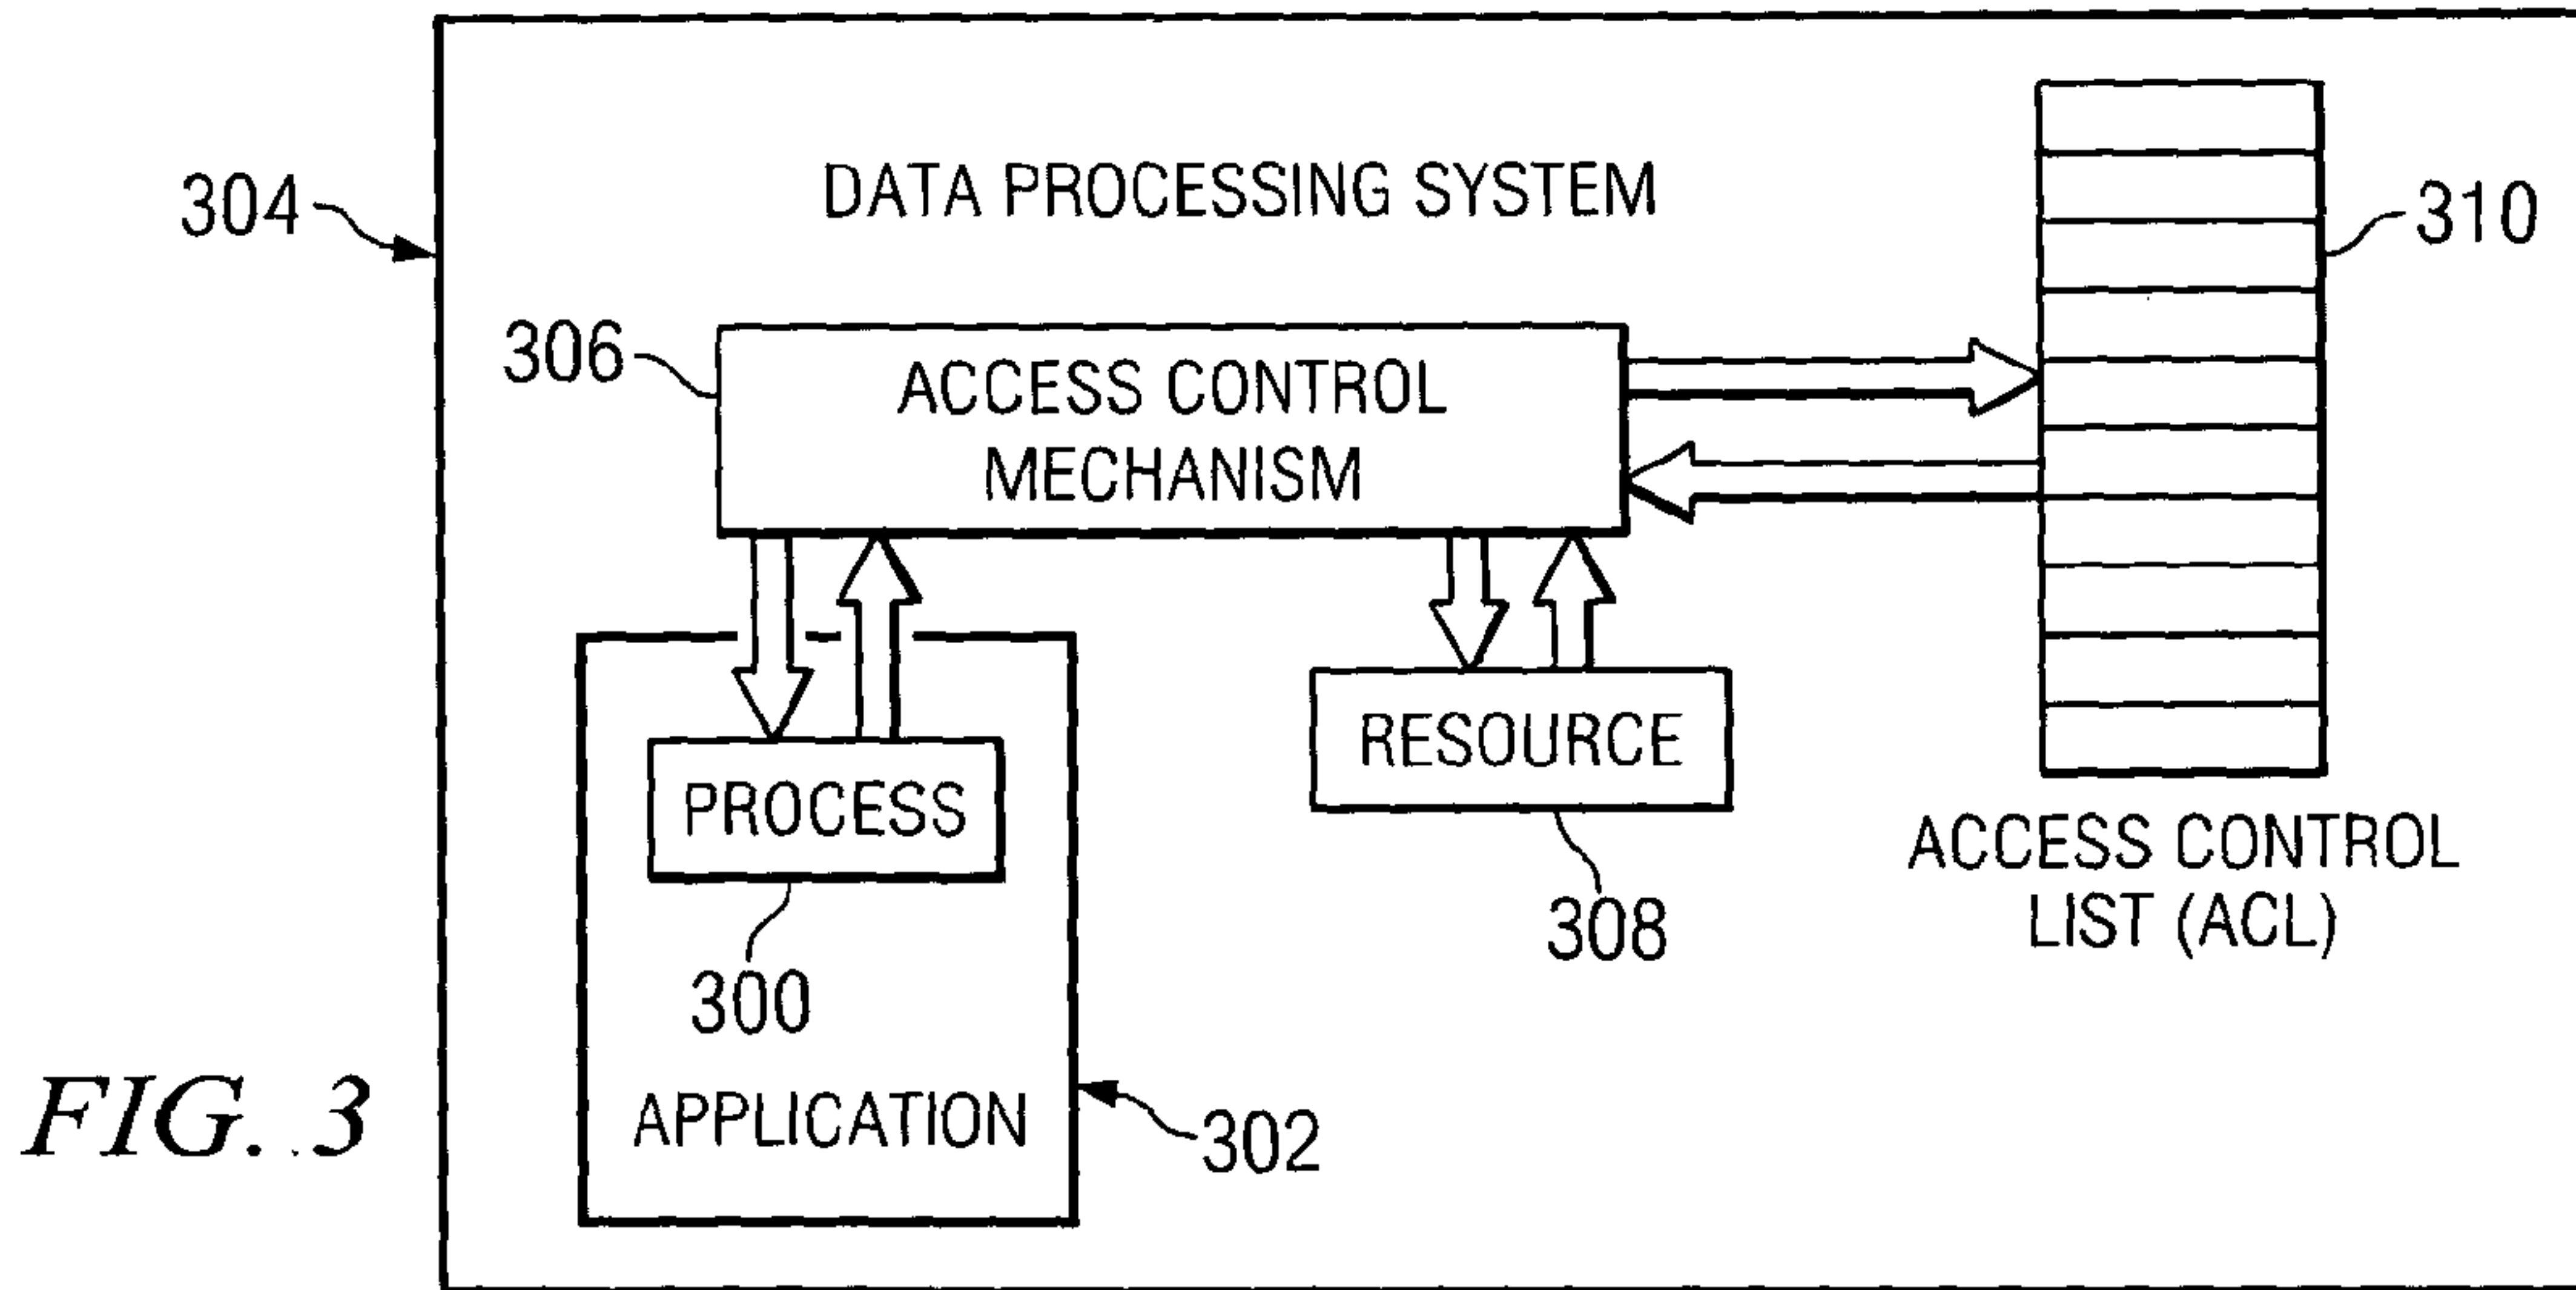 DATA PROCESSING SYSTEM
304
310
306
ACCESS CONTROL
MECHANISM
RESOURCE
PROCESS
ACCESS CONTROL
LIST (ACL)
308
300
APPLICATION
302
FIG. 3